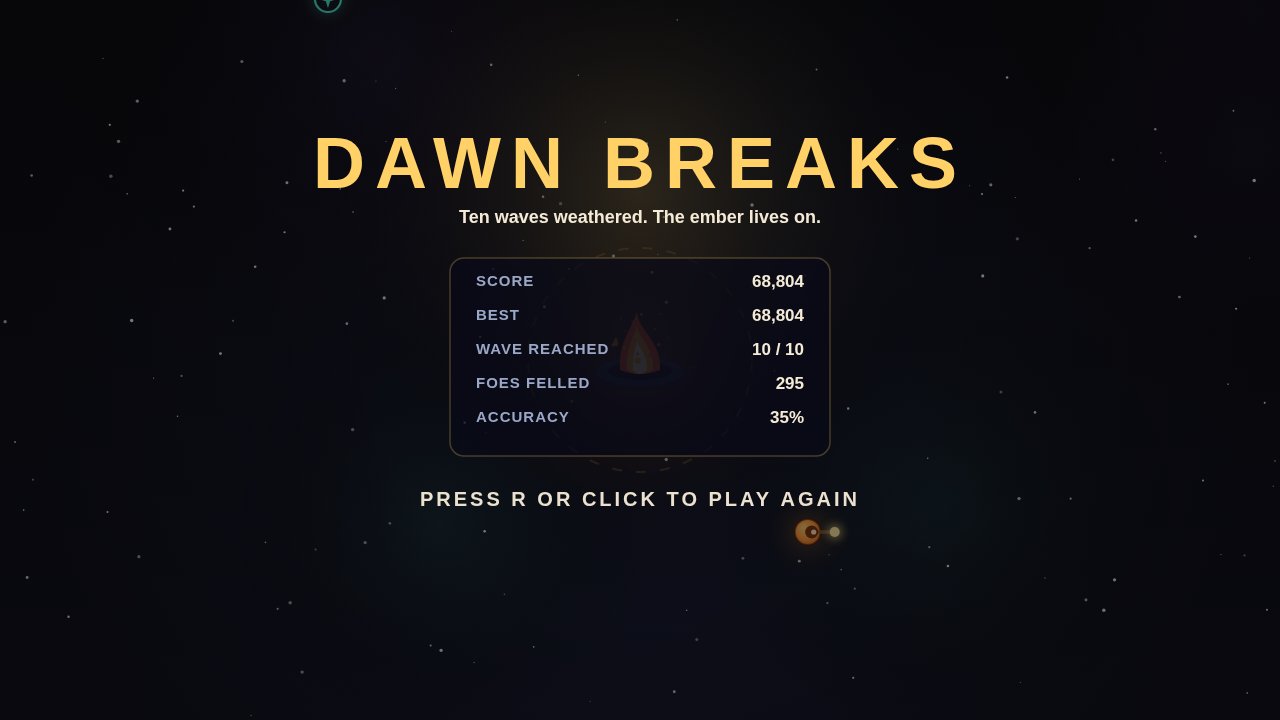 DAWN BREAKS
Ten waves weathered. The ember lives on.
SCORE 68,804
BEST 68,804
WAVE REACHED 10 / 10
FOES FELLED 295
ACCURACY 35%
PRESS R OR CLICK TO PLAY AGAIN